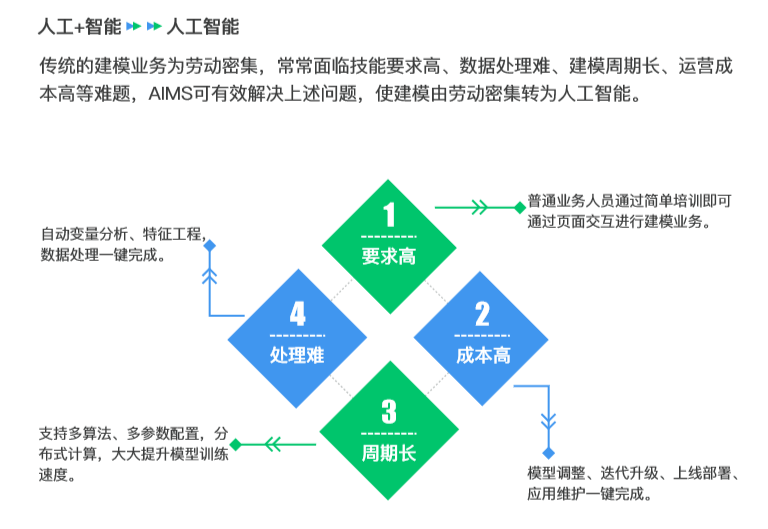 人工+智能 人工智能
传统的建模业务为劳动密集，常常面临技能要求高、数据处理难、建模周期长、运营成
本高等难题，AIMS可有效解决上述问题，使建模由劳动密集转为人工智能。
1
要求高
普通业务人员通过简单培训即可
通过页面交互进行建模业务。
2
成本高
模型调整、迭代升级、上线部署、
应用维护一键完成。
3
周期长
支持多算法、多参数配置，分
布式计算，大大提升模型训练
速度。
4
处理难
自动变量分析、特征工程，
数据处理一键完成。